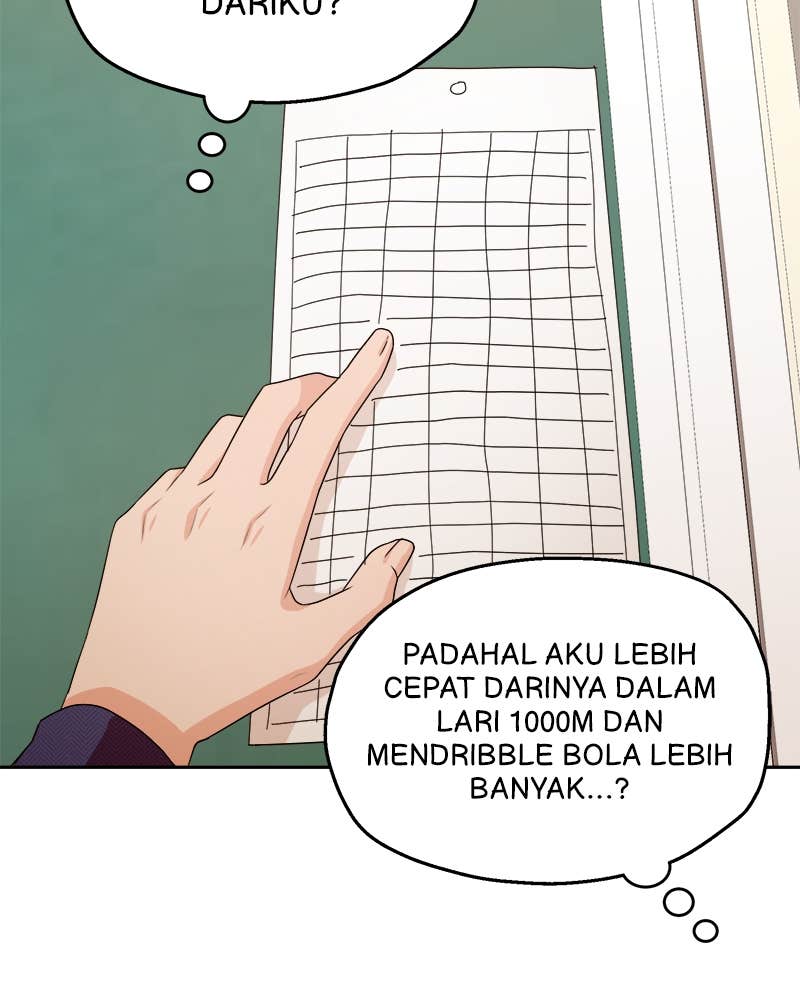 DARIKU?
PADAHAL AKU LEBIH
CEPAT DARINYA DALAM
LARI 1000M DAN
MENDRIBBLE BOLA LEBIH
BANYAK...?